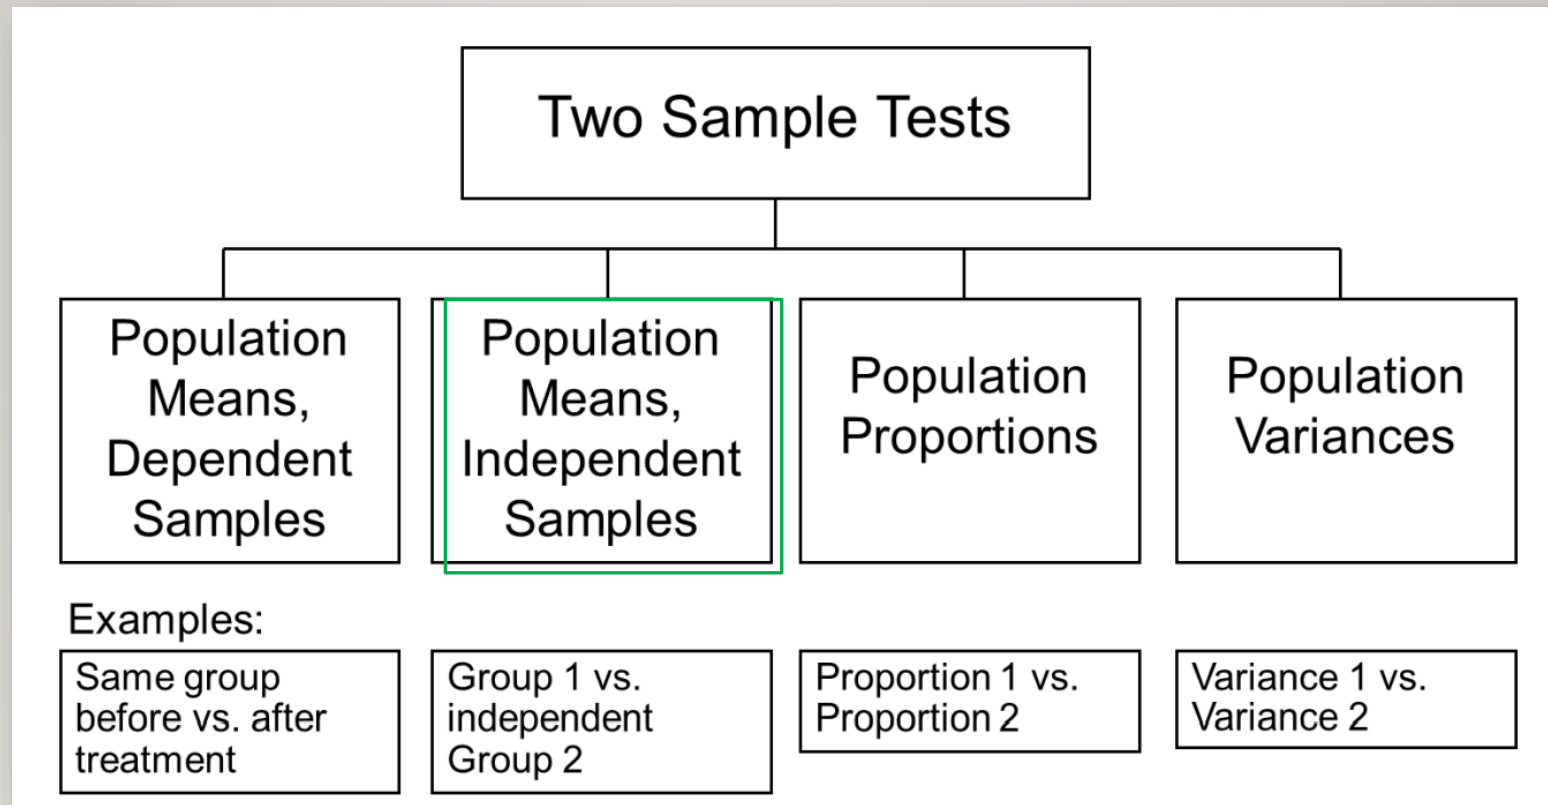 Two Sample Tests
Population
Means,
Dependent
Samples
Population
Means,
Independent
Samples
Population
Proportions
Population
Variances
Examples:
Same group
before vs. after
treatment
Group 1 vs.
independent
Group 2
Proportion 1 vs.
Proportion 2
Variance 1 vs.
Variance 2